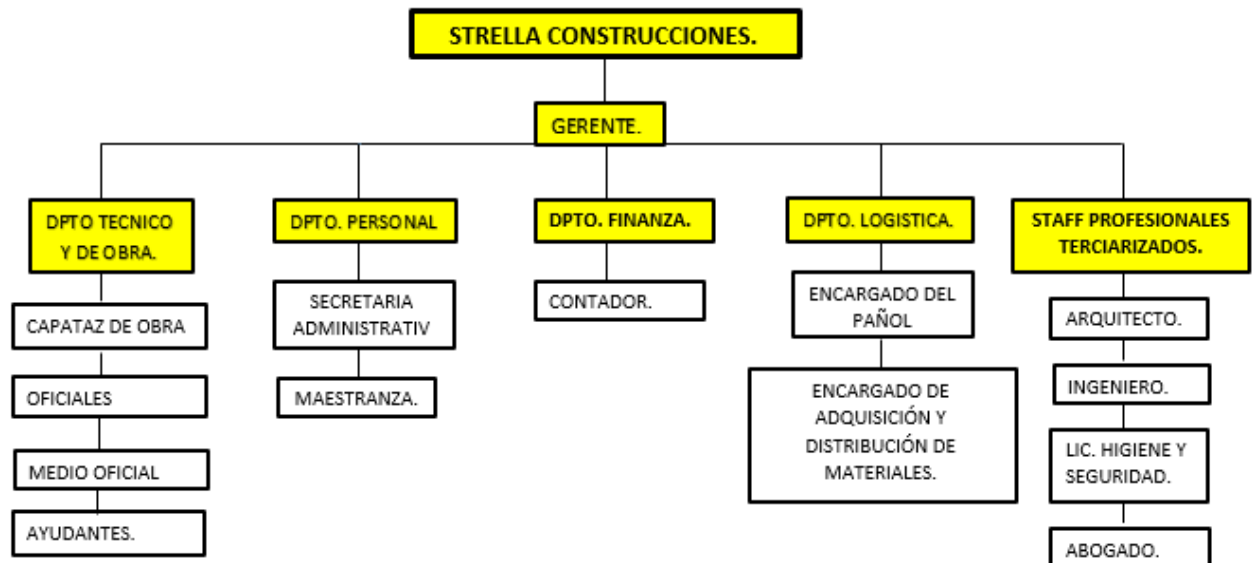 STRELLA CONSTRUCCIONES.
GERENTE.
DPTO TECNICO
Y DE OBRA.
CAPATAZ DE OBRA
OFICIALES
MEDIO OFICIAL
AYUDANTES.
DPTO. PERSONAL
SECRETARIA
ADMINISTRATIV
MAESTRANZA.
DPTO. FINANZA.
CONTADOR.
DPTO. LOGISTICA.
ENCARGADO DEL
PAÑOL
ENCARGADO DE
ADQUISICIÓN Y
DISTRIBUCIÓN DE
MATERIALES.
STAFF PROFESIONALES
TERCIARIZADOS.
ARQUITECTO.
INGENIERO.
LIC. HIGIENE Y
SEGURIDAD.
ABOGADO.